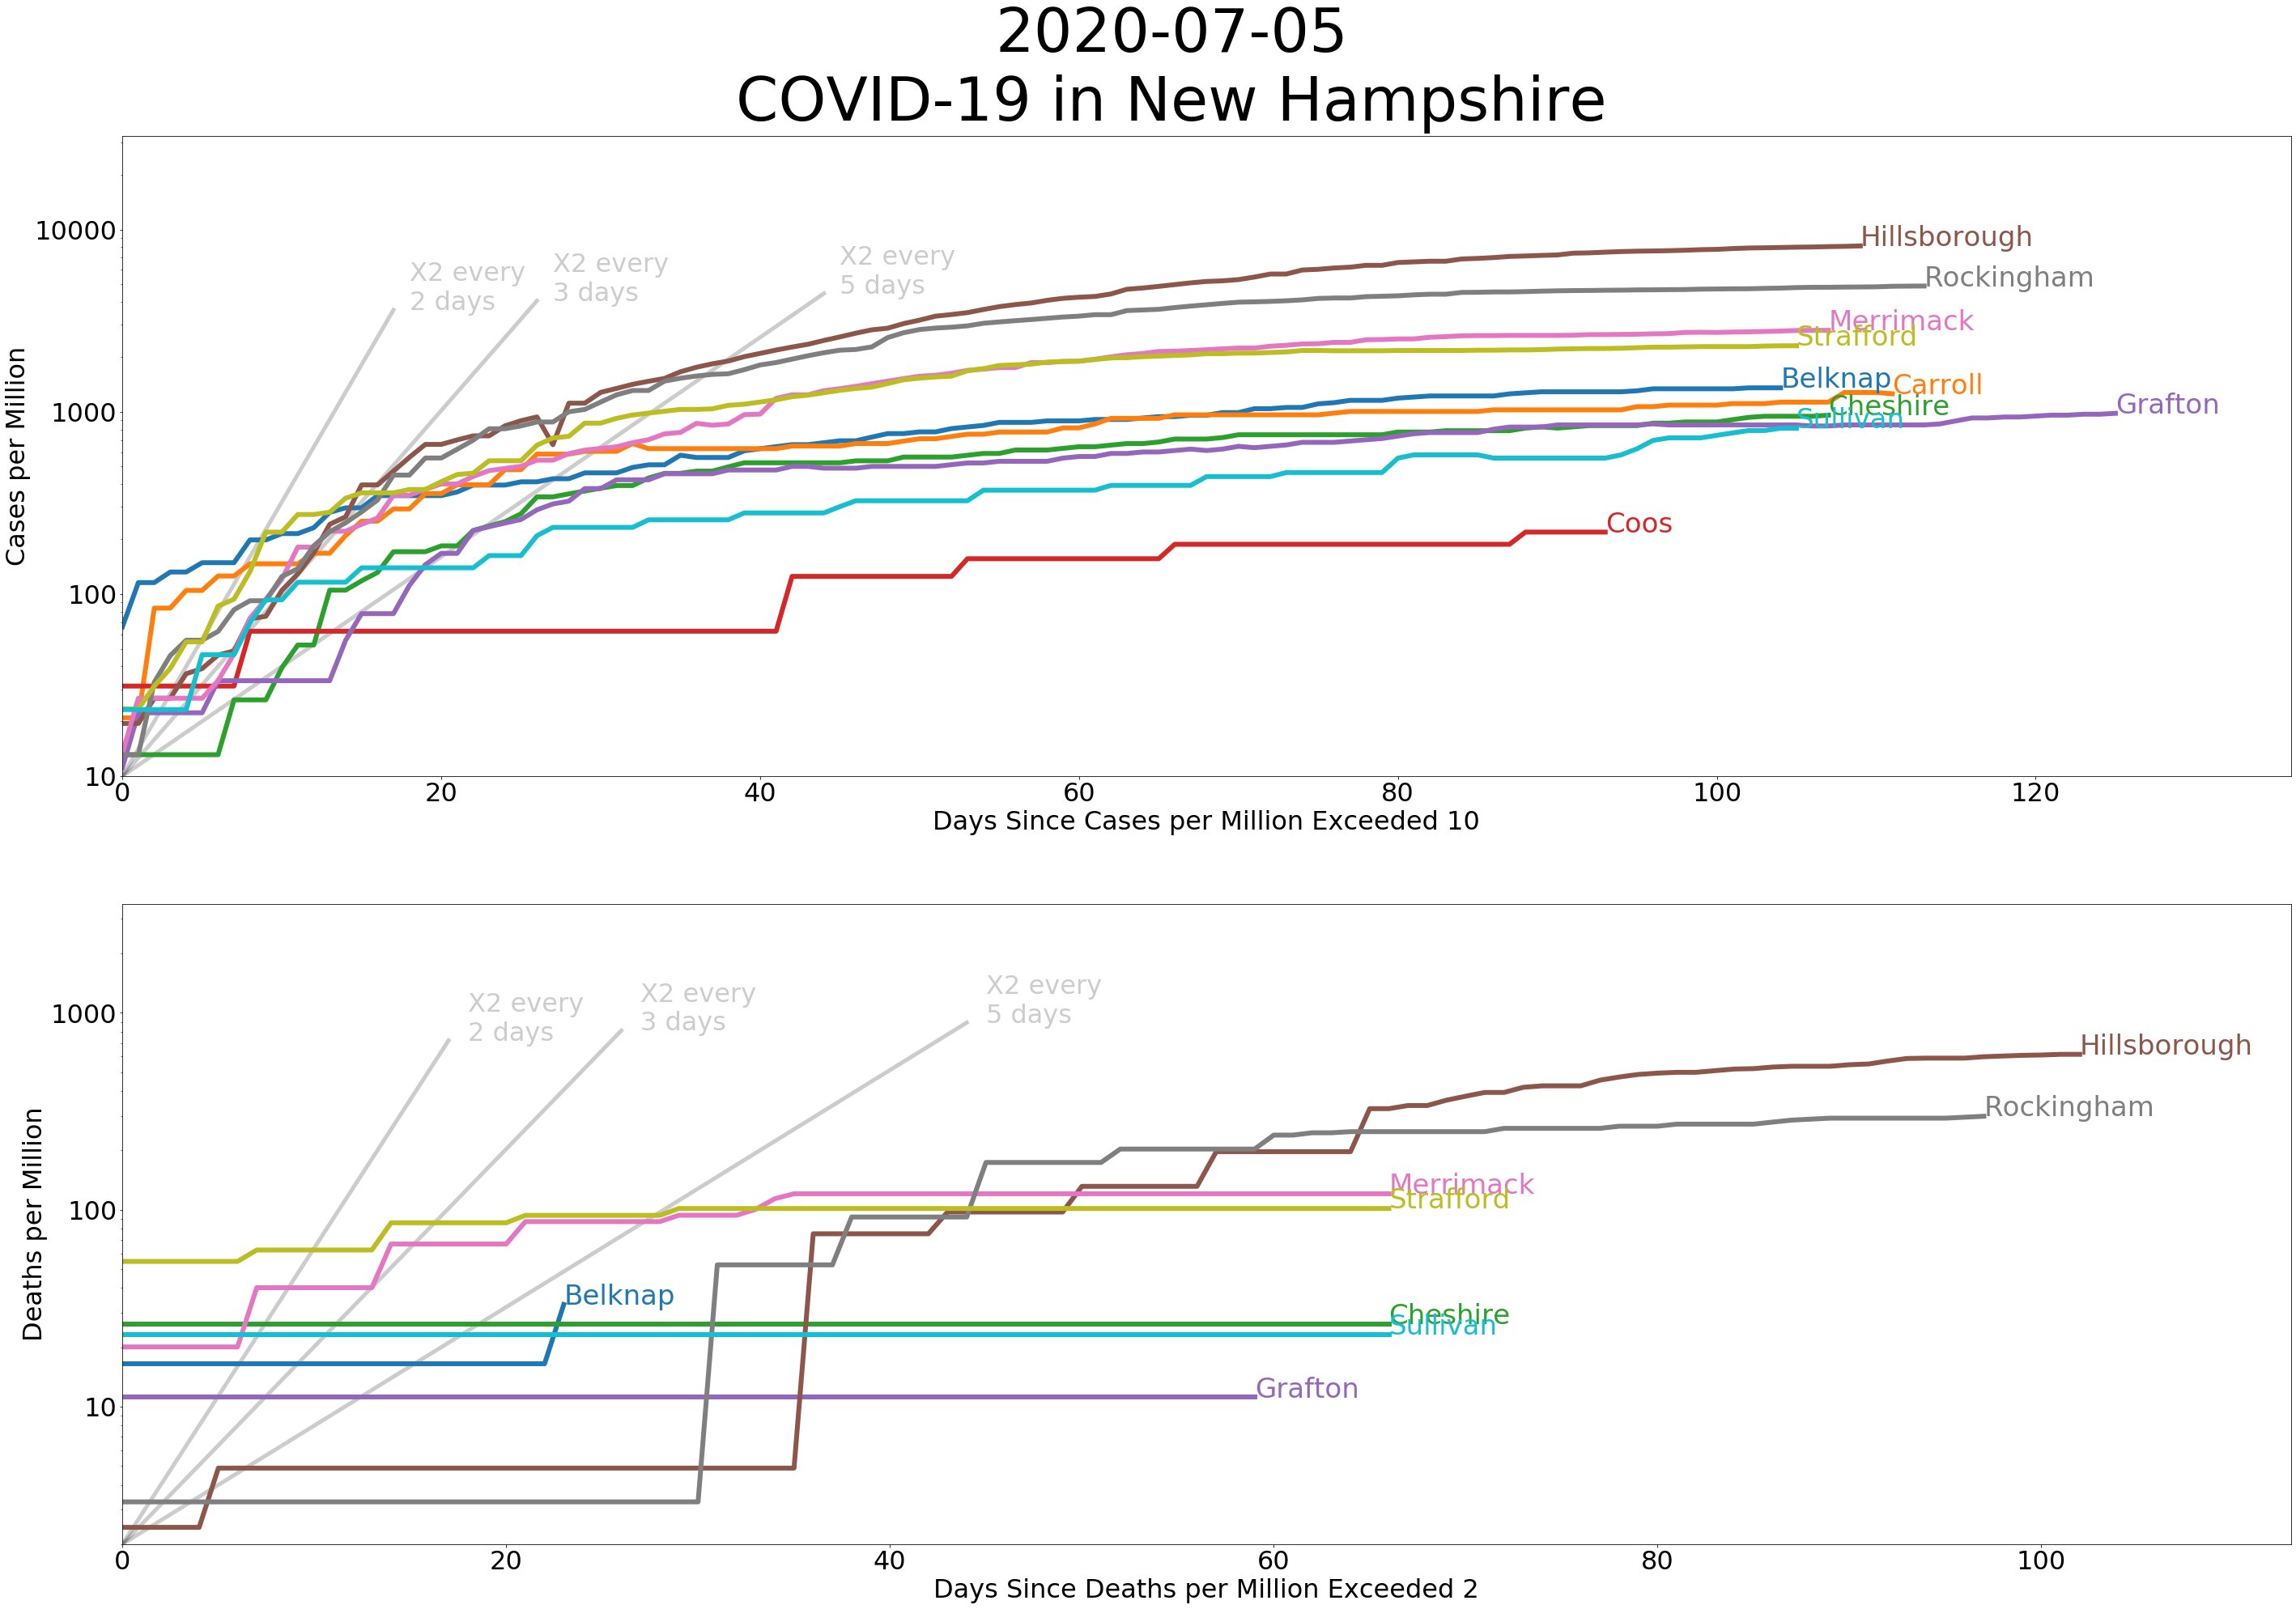 2020-07-05
COVID-19 in New Hampshire
10000
1000
100
10
Cases per Million
X2 every
2 days
X2 every
3 days
X2 every
5 days
Hillsborough
Rockingham
Merrimack
Strafford
Belknap
Carroll
Grafton
Cheshire
Sullivan
Coos
0
20
40
60
80
100
120
Days Since Cases per Million Exceeded 10
1000
100
10
Deaths per Million
X2 every
2 days
X2 every
3 days
X2 every
5 days
Hillsborough
Rockingham
Merrimack
Strafford
Belknap
Cheshire
Sullivan
Grafton
0
20
40
60
80
100
Days Since Deaths per Million Exceeded 2